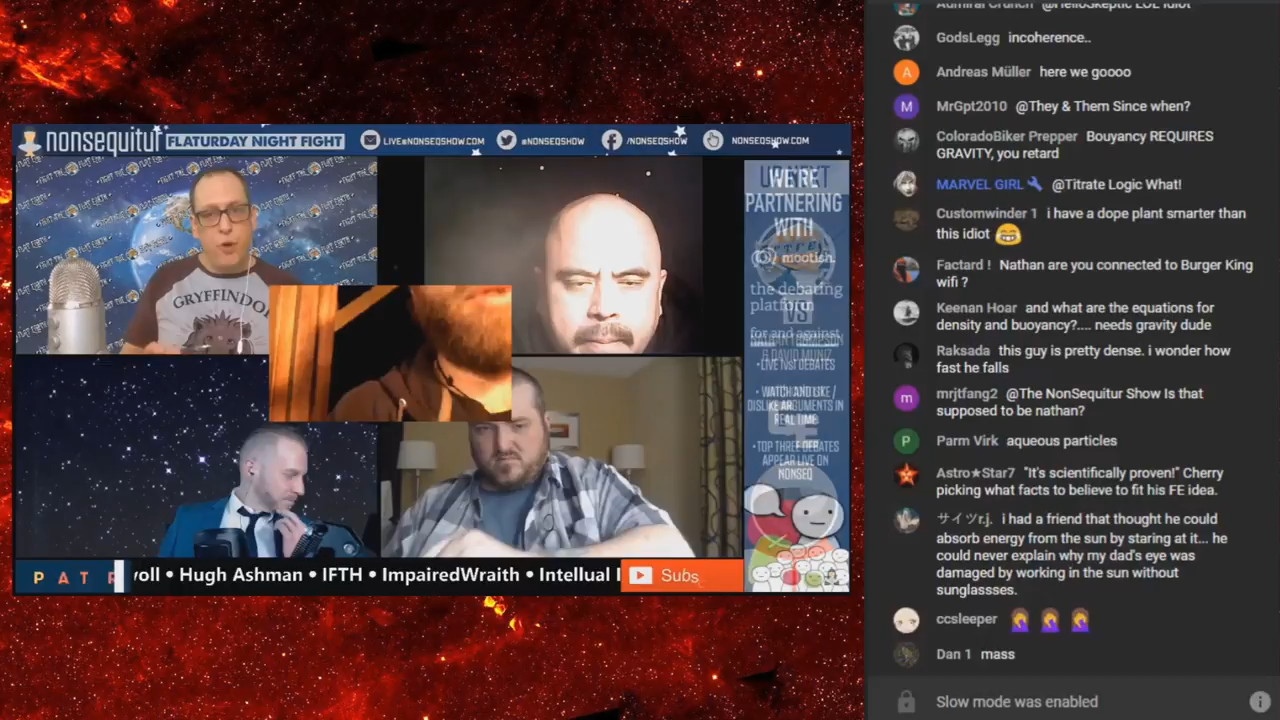 nonsequitur FLATURDAY NIGHT FIGHT LIVE@NONSEQSHOW.COM @NONSEQSHOW /NONSEQSHOW NONSEQSHOW.COM
GRYFFINDO
WE'RE
PARTNERING
WITH
mootish.
the debating
platform
for and against
VS
& DAVID MUNIZ
•LIVE NSI DEBATES
• WATCH AND LIKE /
DISLIKE ARGUMENTS IN
REAL TIME
• TOP THREE DEBATES
APPEAR LIVE ON
NONSEQ
P A T R
voll • Hugh Ashman • IFTH • ImpairedWraith • Intellual
Subs
Admiral Crunch @HelloSkeptic LOL Idiot
GodsLegg incoherence..
A Andreas Müller here we goooo
M MrGpt2010 @They & Them Since when?
ColoradoBiker Prepper Bouyancy REQUIRES
GRAVITY, you retard
MARVEL GIRL @Titrate Logic What!
Customwinder 1 i have a dope plant smarter than
this idiot 😂
Factard ! Nathan are you connected to Burger King
wifi ?
Keenan Hoar and what are the equations for
density and buoyancy?.... needs gravity dude
Raksada this guy is pretty dense. i wonder how
fast he falls
m mrjtfang2 @The NonSequitur Show Is that
supposed to be nathan?
P Parm Virk aqueous particles
Astro★Star7 "It's scientifically proven!" Cherry
picking what facts to believe to fit his FE idea.
サイツr.j. i had a friend that thought he could
absorb energy from the sun by staring at it... he
could never explain why my dad's eye was
damaged by working in the sun without
sunglassses.
ccsleeper 🤦 🤦 🤦
Dan 1 mass
Slow mode was enabled